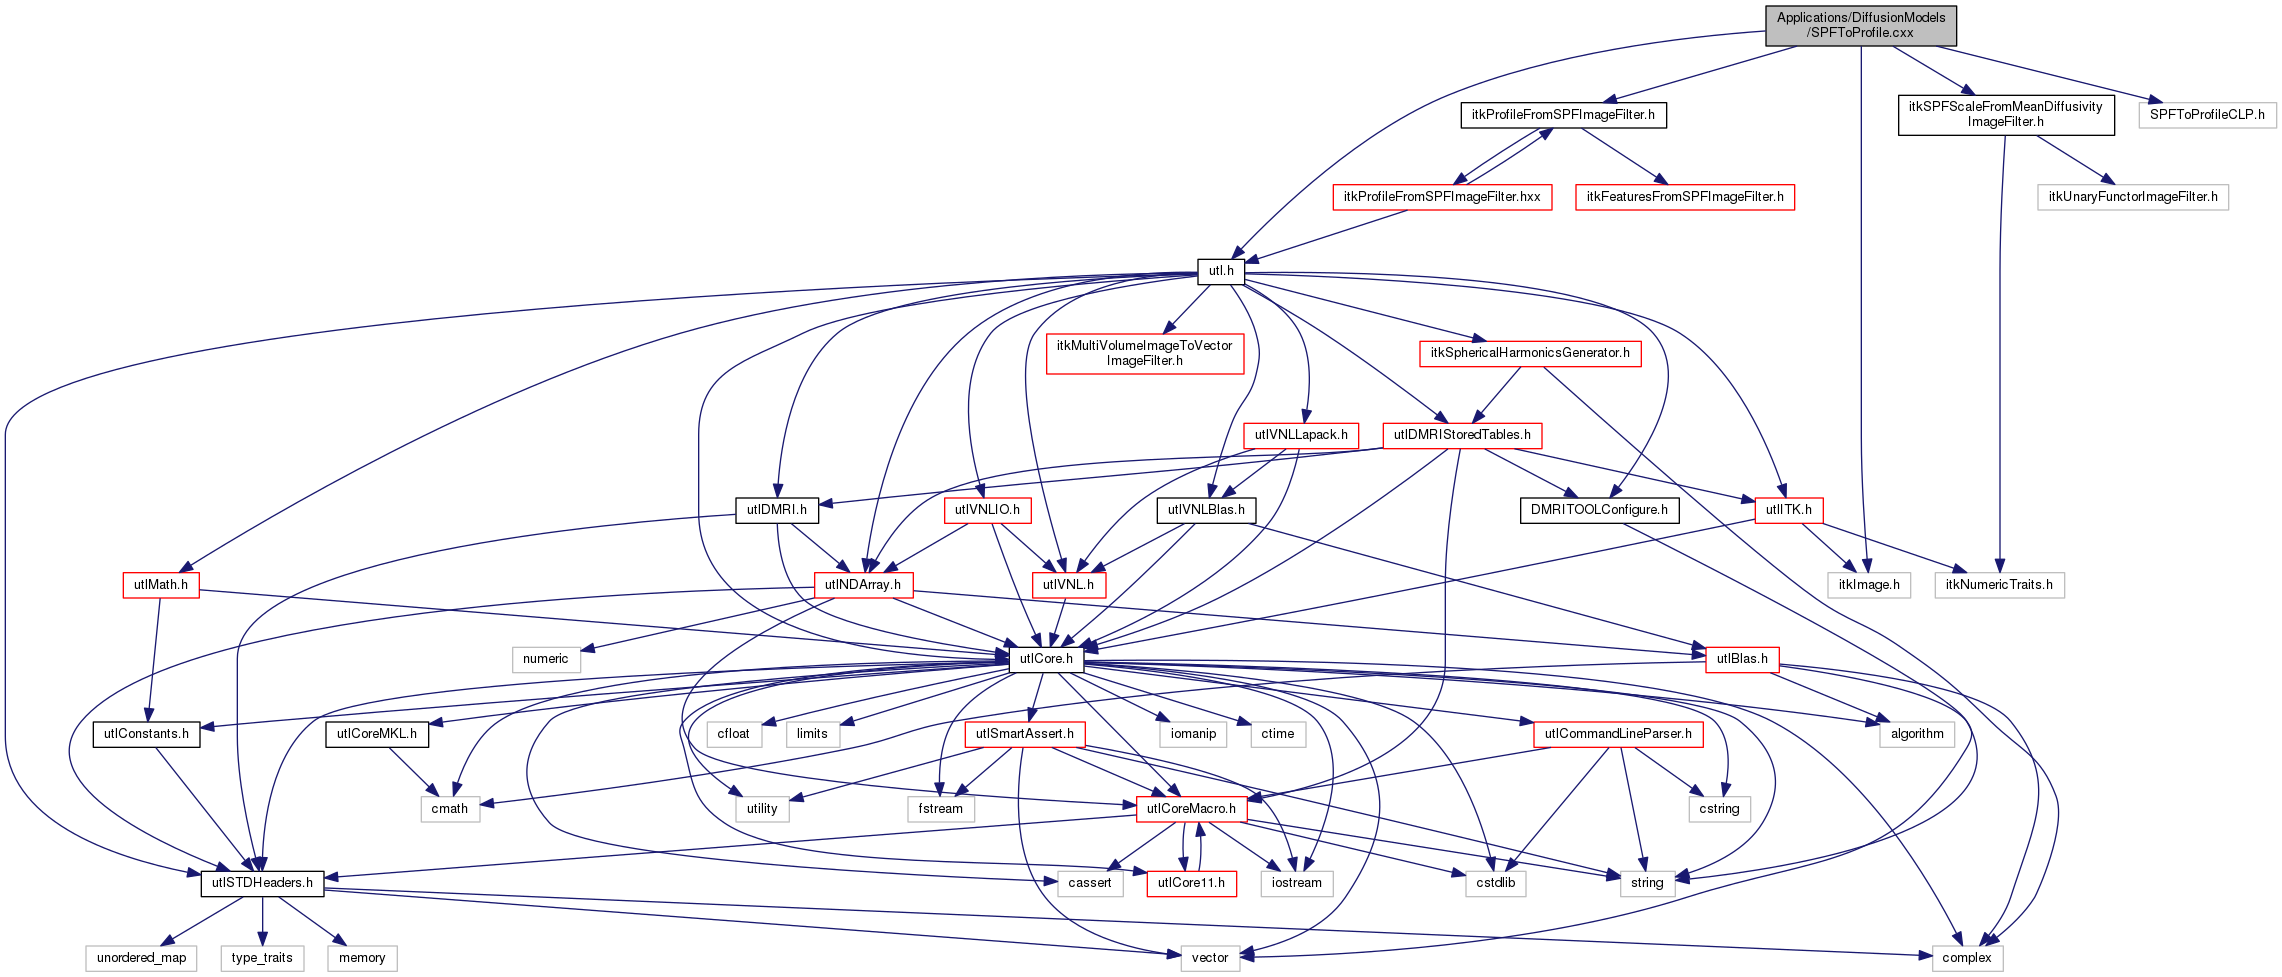 Applications/DiffusionModels
/SPFToProfile.cxx
itkProfileFromSPFImageFilter.h
itkSPFScaleFromMeanDiffusivity
ImageFilter.h
SPFToProfileCLP.h
itkProfileFromSPFImageFilter.hxx
itkFeaturesFromSPFImageFilter.h
itkUnaryFunctorImageFilter.h
utl.h
itkMultiVolumeImageToVector
ImageFilter.h
itkSphericalHarmonicsGenerator.h
utlVNLLapack.h
utlDMRIStoredTables.h
utlDMRI.h
utlVNLIO.h
utlVNLBlas.h
DMRITOOLConfigure.h
utlITK.h
utlMath.h
utlNDArray.h
utlVNL.h
itkImage.h
itkNumericTraits.h
numeric
utlCore.h
utlBlas.h
utlConstants.h
utlCoreMKL.h
cfloat
limits
utlSmartAssert.h
iomanip
ctime
utlCommandLineParser.h
algorithm
cmath
utility
fstream
utlCoreMacro.h
cstring
utlSTDHeaders.h
cassert
utlCore11.h
iostream
cstdlib
string
unordered_map
type_traits
memory
vector
complex